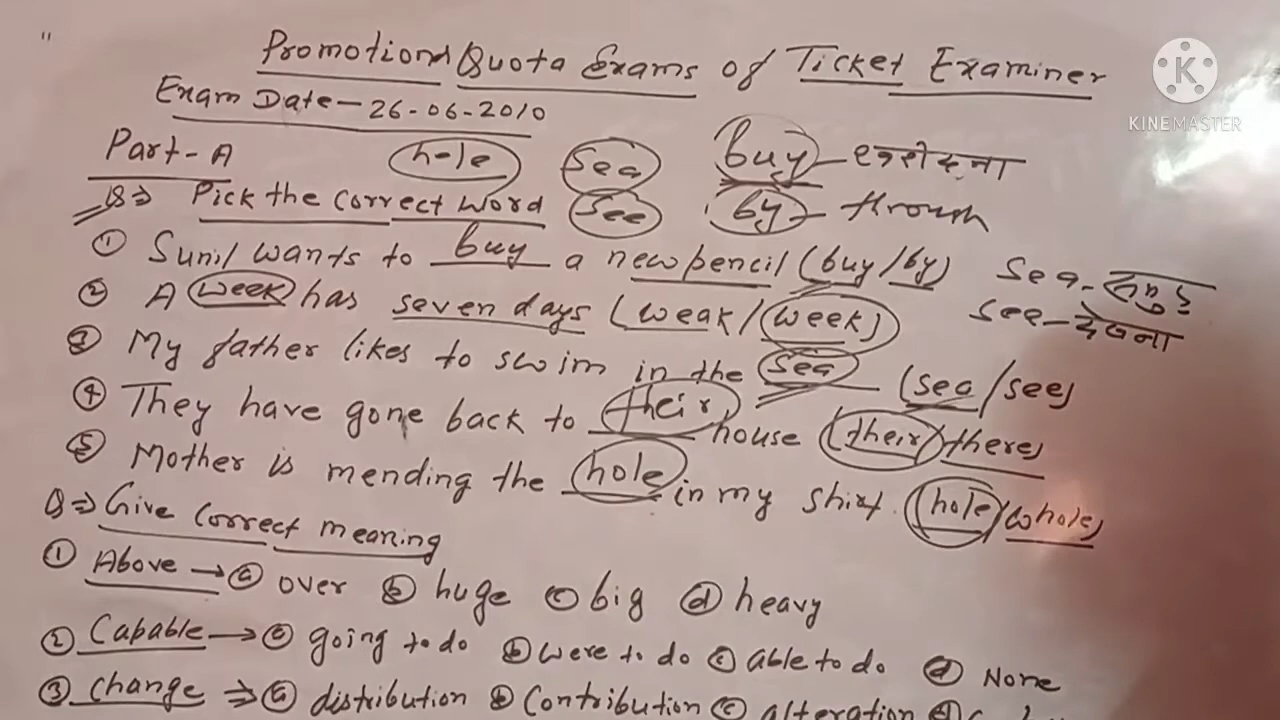 Promotional Quota Exams of Ticket Examiner
Exam Date - 26-06-2010
Part-A hole sea buy -
Q⇒ Pick the correct word see by - through
① Sunil wants to buy a new pencil (buy/by)
② A week has seven days (weak/week)
sea -
see - देखना
③ My father likes to swim in the sea (sea/see)
④ They have gone back to their house (their/there)
⑤ Mother is mending the hole in my shirt. (hole/whole)
Q⇒ Give correct meaning
① Above → ⓐ over ⓑ huge ⓒ big ⓓ heavy
② Capable → ⓐ going to do ⓑ were to do ⓒ able to do ⓓ None
③ change ⇒ ⓐ distribution ⓑ contribution ⓒ alteration ⓓ
KINEMASTER